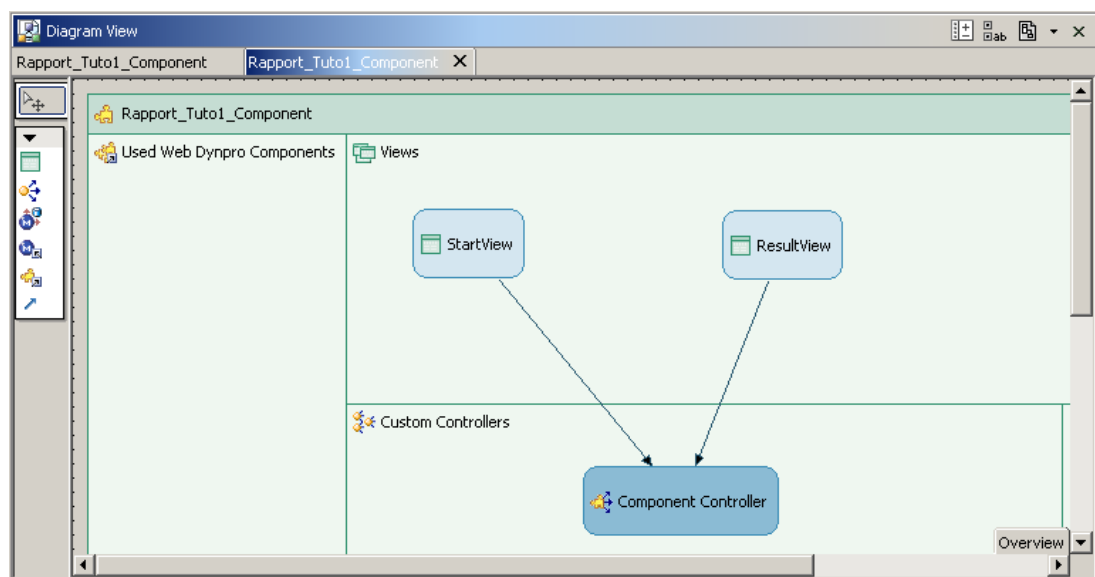 Diagram View
Rapport_Tuto1_Component
Rapport_Tuto1_Component
Rapport_Tuto1_Component
Used Web Dynpro Components
Views
StartView
ResultView
Custom Controllers
Component Controller
Overview